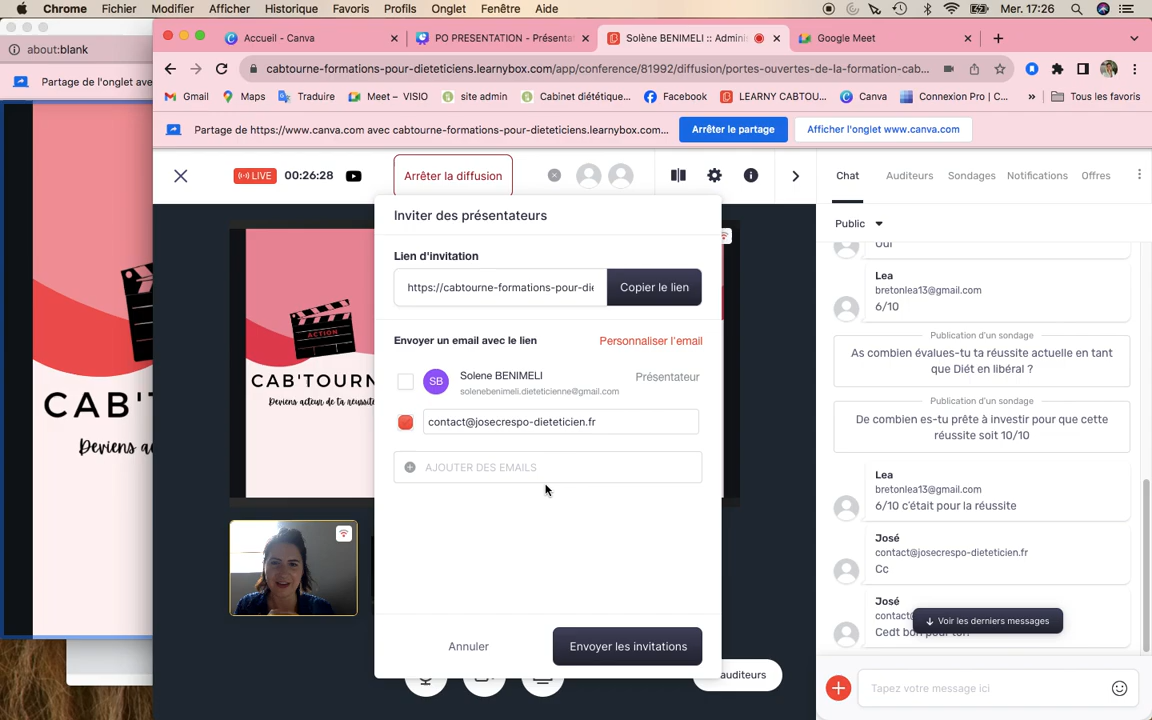 Chrome Fichier Modifier Afficher Historique Favoris Profils Onglet Fenêtre Aide Mer. 17:26
about:blank
Partage de l'onglet ave
Accueil - Canva
PO PRESENTATION - Présenta
Solène BENIMELI :: Admini
Google Meet
cabtourne-formations-pour-dieteticiens.learnybox.com/app/conference/81992/diffusion/portes-ouvertes-de-la-formation-cab...
Gmail Maps Traduire Meet – VISIO site admin Cabinet diététique... Facebook LEARNY CABTOU... Canva Connexion Pro | C... » Tous les favoris
Partage de https://www.canva.com avec cabtourne-formations-pour-dieteticiens.learnybox.com...
Arrêter le partage
Afficher l'onglet www.canva.com
LIVE
00:26:28
Arrêter la diffusion
Chat Auditeurs Sondages Notifications Offres
Public
Inviter des présentateurs
Lien d'invitation
https://cabtourne-formations-pour-die
Copier le lien
Envoyer un email avec le lien
Personnaliser l'email
SB
Solene BENIMELI
Présentateur
solenebenimeli.dieteticienne@gmail.com
contact@josecrespo-dieteticien.fr
AJOUTER DES EMAILS
Annuler
Envoyer les invitations
auditeurs
ACTION
CAB'TOURN
Deviens acteur de ta réussite
CAB'T
Deviens a
Oui
Lea
bretonlea13@gmail.com
6/10
Publication d'un sondage
As combien évalues-tu ta réussite actuelle en tant
que Diét en libéral ?
Publication d'un sondage
De combien es-tu prête à investir pour que cette
réussite soit 10/10
Lea
bretonlea13@gmail.com
6/10 c'était pour la réussite
José
contact@josecrespo-dieteticien.fr
Cc
José
contac
Voir les derniers messages
Cedt bon pour toi?
Tapez votre message ici